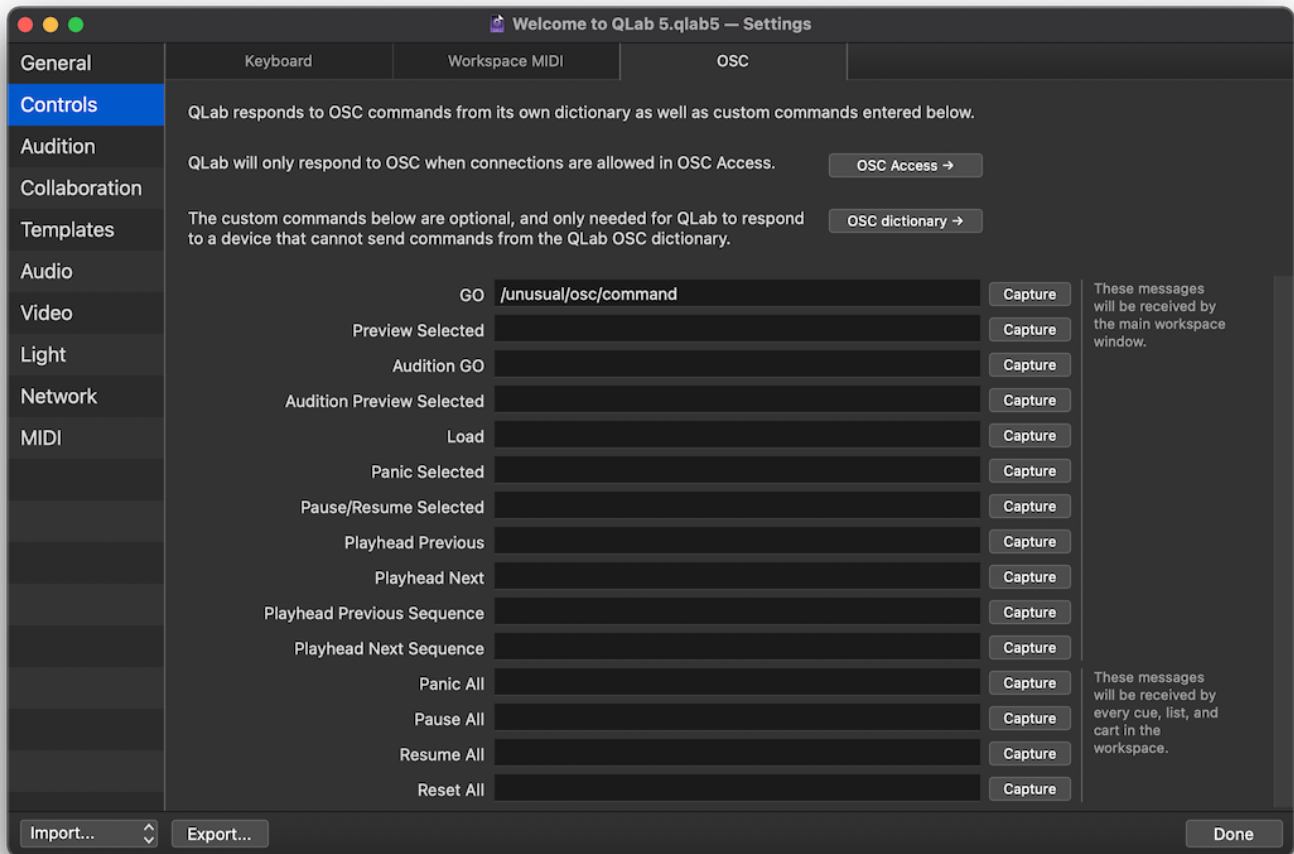 Welcome to QLab 5.qlab5 — Settings
General
Controls
Audition
Collaboration
Templates
Audio
Video
Light
Network
MIDI
Keyboard
Workspace MIDI
OSC
QLab responds to OSC commands from its own dictionary as well as custom commands entered below.
QLab will only respond to OSC when connections are allowed in OSC Access.
OSC Access →
The custom commands below are optional, and only needed for QLab to respond
to a device that cannot send commands from the QLab OSC dictionary.
OSC dictionary →
GO /unusual/osc/command Capture
Preview Selected Capture
Audition GO Capture
Audition Preview Selected Capture
Load Capture
Panic Selected Capture
Pause/Resume Selected Capture
Playhead Previous Capture
Playhead Next Capture
Playhead Previous Sequence Capture
Playhead Next Sequence Capture
These messages
will be received by
the main workspace
window.
Panic All Capture
Pause All Capture
Resume All Capture
Reset All Capture
These messages
will be received by
every cue, list, and
cart in the
workspace.
Import... Export... Done